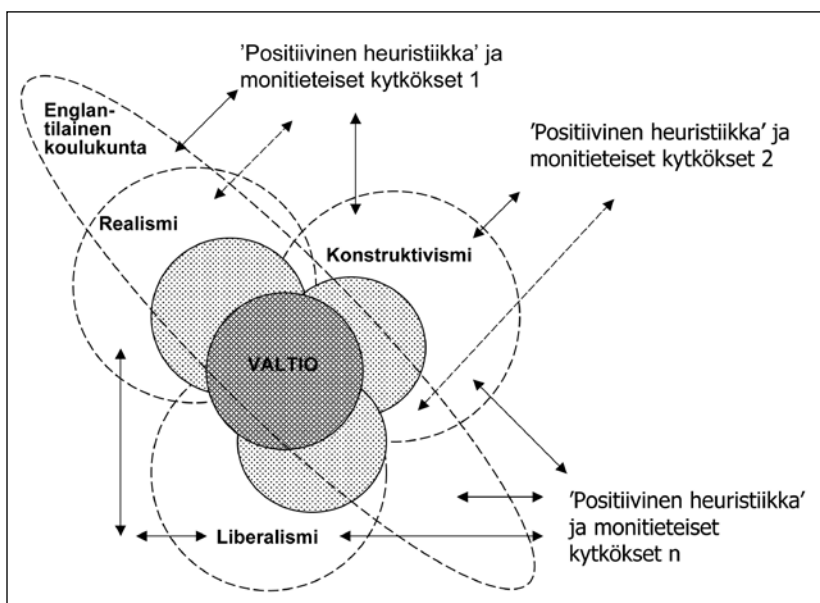 'Positiivinen heuristiikka' ja
monitieteiset kytkökset 1
Englan-
tilainen
koulukunta
'Positiivinen heuristiikka' ja
monitieteiset kytkökset 2
Realismi
Konstruktivismi
VALTIO
'Positiivinen heuristiikka'
ja monitieteiset
kytkökset n
Liberalismi